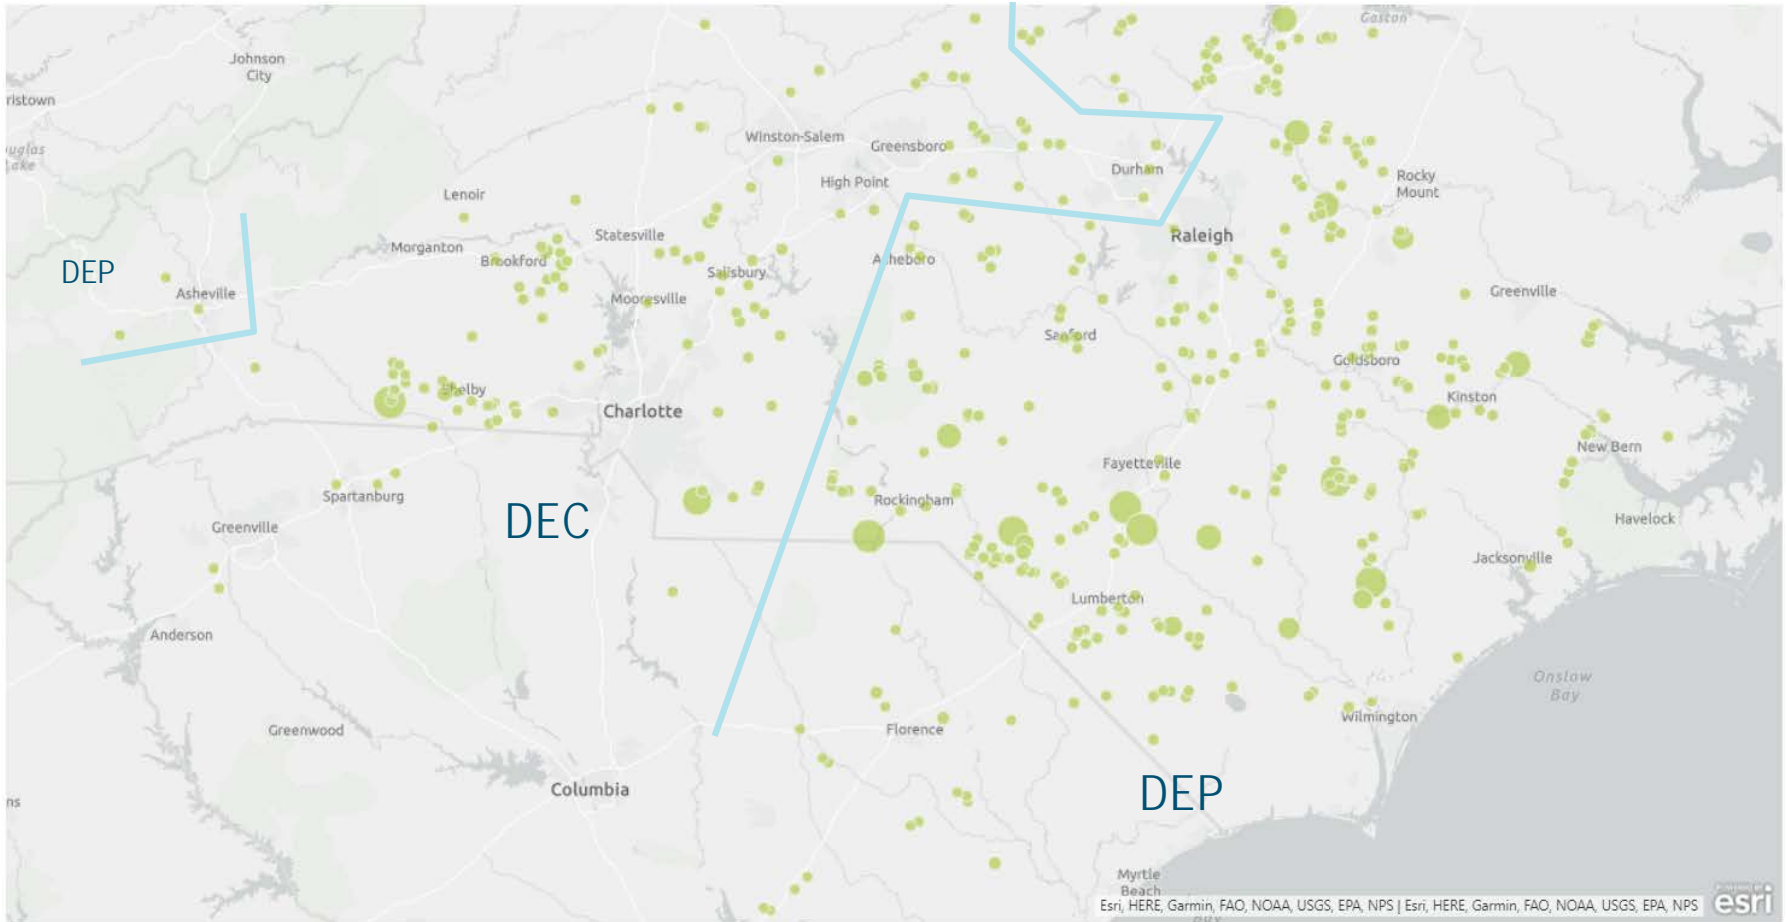 Gaston
Johnson
City
ristown
Winston-Salem
Greensboro
Durham
High Point
Rocky
Mount
Lenoir
Statesville
Raleigh
Morganton
Brookford
Asheboro
DEP
Salisbury
Asheville
Mooresville
Greenville
Sanford
Goldsboro
Shelby
Kinston
Charlotte
New Bern
Fayetteville
Spartanburg
Rockingham
DEC
Havelock
Greenville
Jacksonville
Lumberton
Anderson
Onslow
Bay
Wilmington
Greenwood
Florence
Columbia
DEP
ns
Myrtle
Beach
Esri, HERE, Garmin, FAO, NOAA, USGS, EPA, NPS | Esri, HERE, Garmin, FAO, NOAA, USGS, EPA, NPS
esri